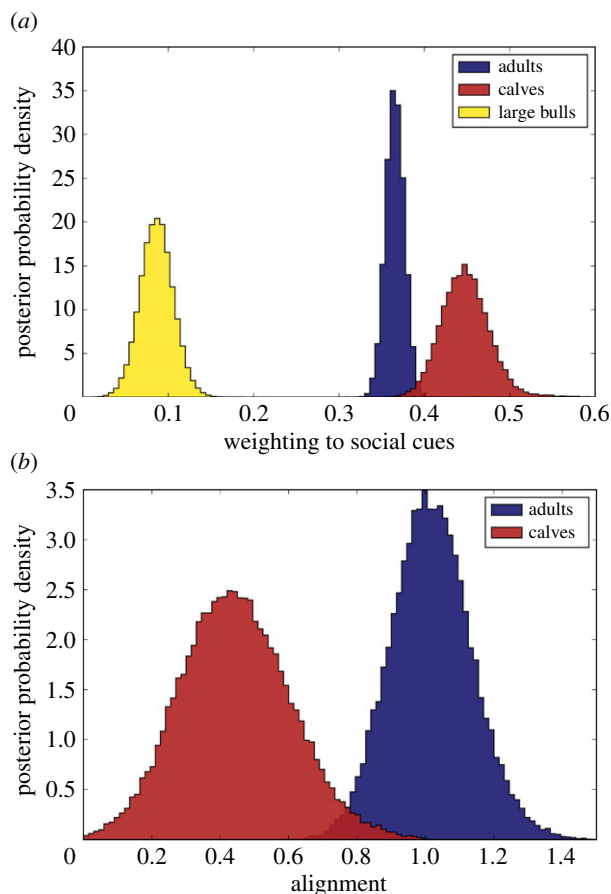 (a)
40
35
30
25
20
15
10
5
0
0.1 0.2 0.3 0.4 0.5 0.6
posterior probability density
weighting to social cues
adults
calves
large bulls
(b)
3.5
3.0
2.5
2.0
1.5
1.0
0.5
0
0.2 0.4 0.6 0.8 1.0 1.2 1.4
posterior probability density
alignment
adults
calves